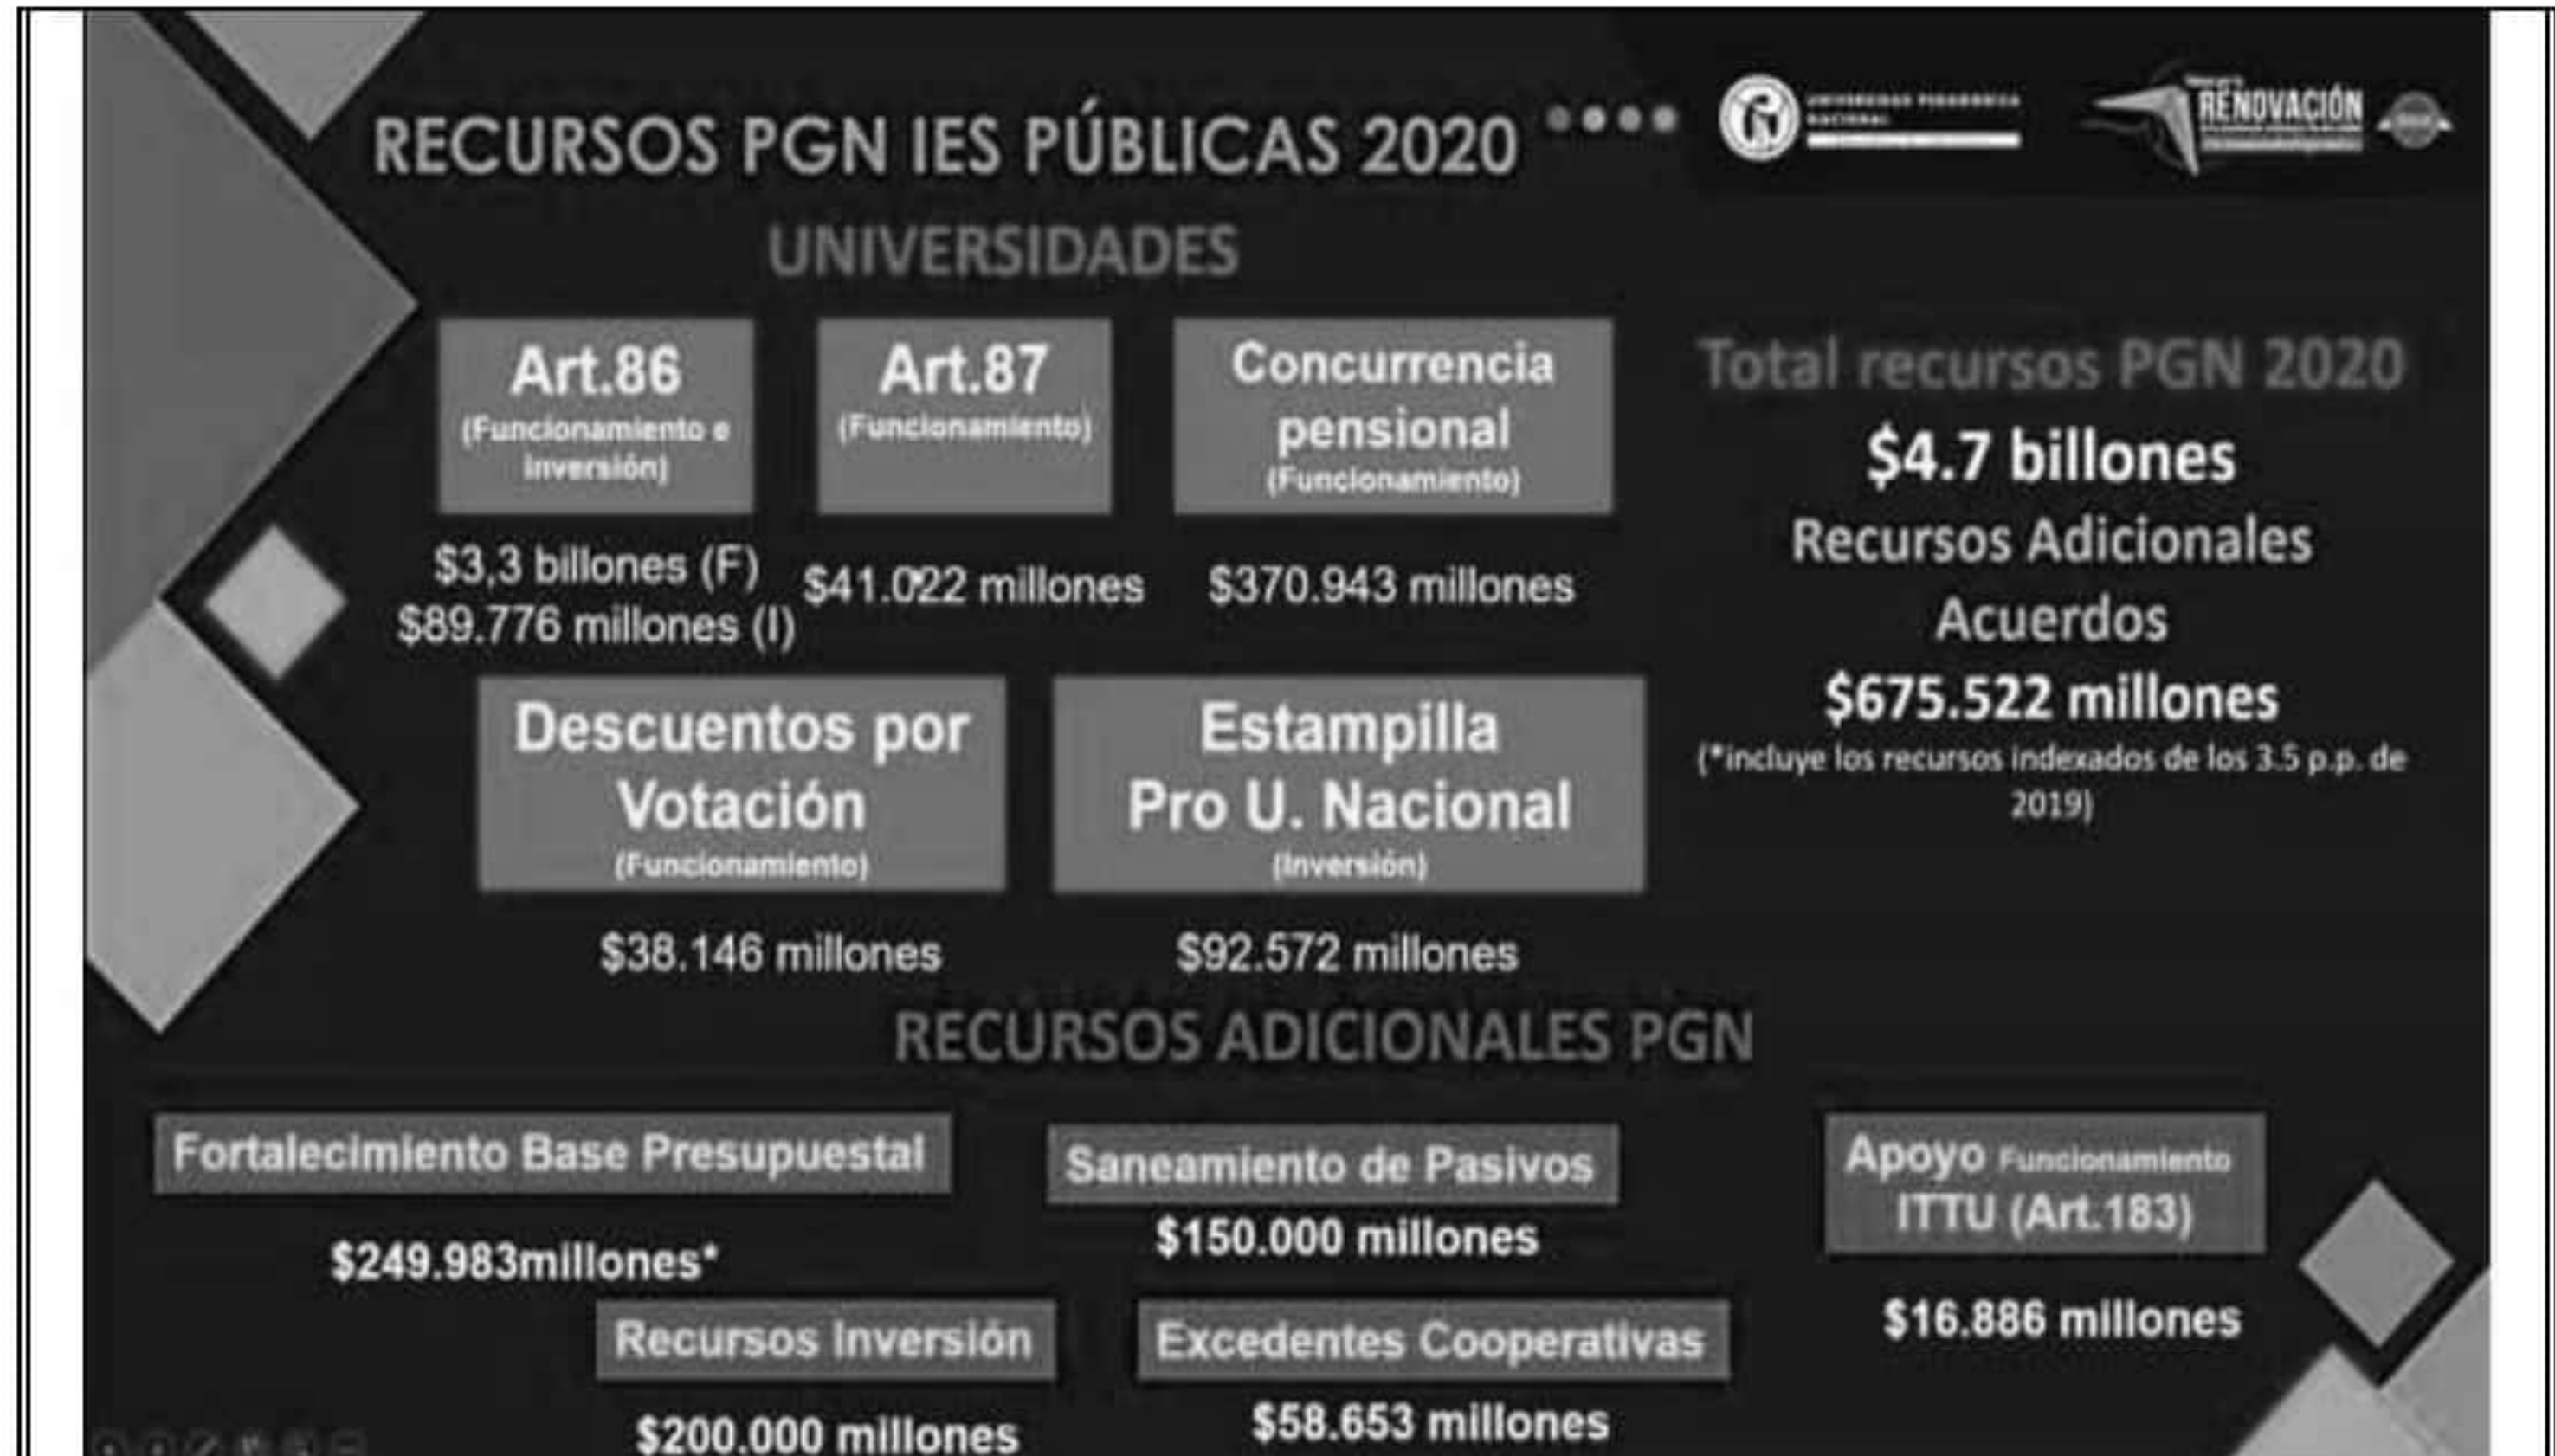 RECURSOS PGN IES PÚBLICAS 2020
UNIVERSIDAD PEDAGOGICA
NACIONAL
RENOVACIÓN
UNIVERSIDADES
Art.86
(Funcionamiento e
inversión)
$3,3 billones (F)
$89.776 millones (I)
Art.87
(Funcionamiento)
$41.022 millones
Concurrencia
pensional
(Funcionamiento)
$370.943 millones
Descuentos por
Votación
(Funcionamiento)
$38.146 millones
Estampilla
Pro U. Nacional
(Inversión)
$92.572 millones
Total recursos PGN 2020
$4.7 billones
Recursos Adicionales
Acuerdos
$675.522 millones
(*incluye los recursos indexados de los 3.5 p.p. de
2019)
RECURSOS ADICIONALES PGN
Fortalecimiento Base Presupuestal
$249.983millones*
Saneamiento de Pasivos
$150.000 millones
Apoyo Funcionamiento
ITTU (Art.183)
$16.886 millones
Recursos Inversión
$200.000 millones
Excedentes Cooperativas
$58.653 millones